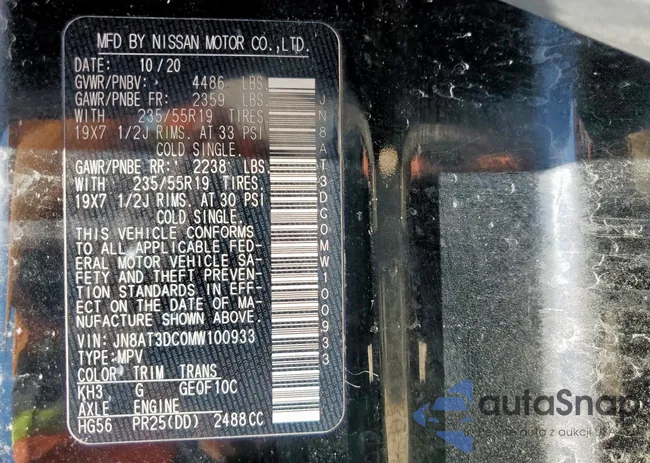 MFD BY NISSAN MOTOR CO.,LTD.
DATE: 10/20
GVWR/PNBV: 4486 LBS
GAWR/PNBE FR: 2359 LBS.
WITH 235/55R19 TIRES.
19X7 1/2J RIMS. AT 33 PSI
COLD SINGLE.
GAWR/PNBE RR: 2238 LBS.
WITH 235/55R19 TIRES.
19X7 1/2J RIMS. AT 30 PSI
COLD SINGLE.
THIS VEHICLE CONFORMS
TO ALL APPLICABLE FED-
ERAL MOTOR VEHICLE SA-
FETY AND THEFT PREVEN-
TION STANDARDS IN EFF-
ECT ON THE DATE OF MA-
NUFACTURE SHOWN ABOVE.
VIN: JN8AT3DC0MW100933
TYPE:MPV
COLOR TRIM TRANS
KH3 G GE0F10C
AXLE ENGINE
HG56 PR25(DD) 2488CC
JN8AT3DC0MW100933
autaSnap
auta z aukcji USA